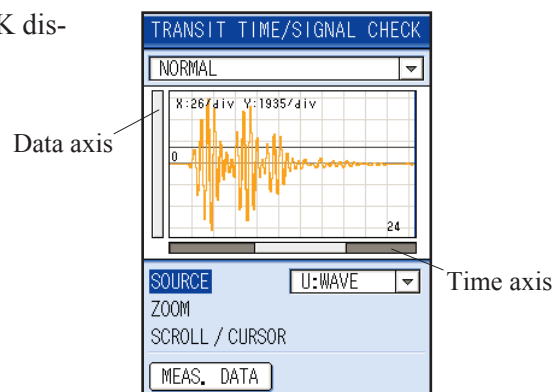 K dis-
TRANSIT TIME/SIGNAL CHECK
NORMAL
X:26/div Y:1935/div
Data axis
0
24
Time axis
SOURCE U:WAVE
ZOOM
SCROLL / CURSOR
MEAS. DATA